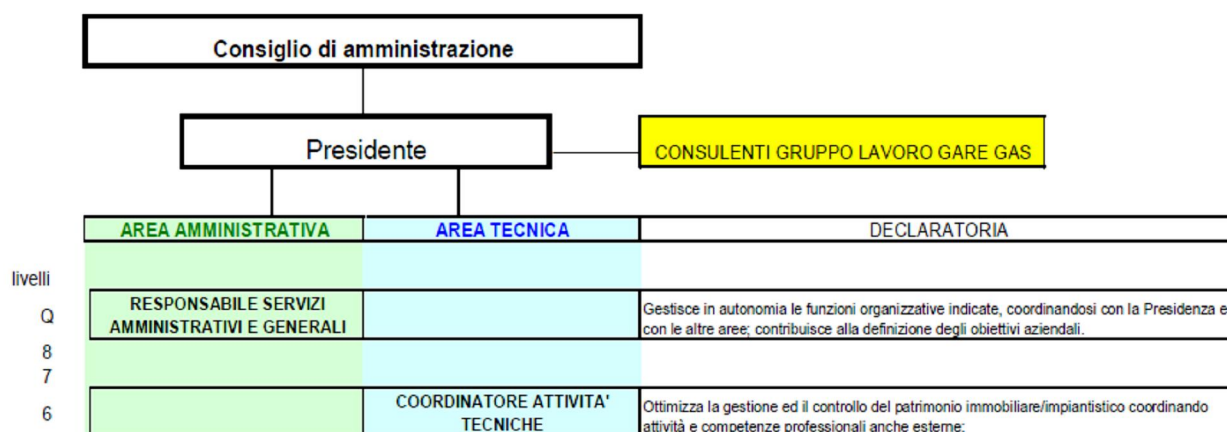 Consiglio di amministrazione
Presidente
CONSULENTI GRUPPO LAVORO GARE GAS
AREA AMMINISTRATIVA
AREA TECNICA
DECLARATORIA
livelli
Q
RESPONSABILE SERVIZI
AMMINISTRATIVI E GENERALI
Gestisce in autonomia le funzioni organizzative indicate, coordinandosi con la Presidenza e
con le altre aree; contribuisce alla definizione degli obiettivi aziendali.
8
7
6
COORDINATORE ATTIVITA'
TECNICHE
Ottimizza la gestione ed il controllo del patrimonio immobiliare/impiantistico coordinando
attività e competenze professionali anche esterne;